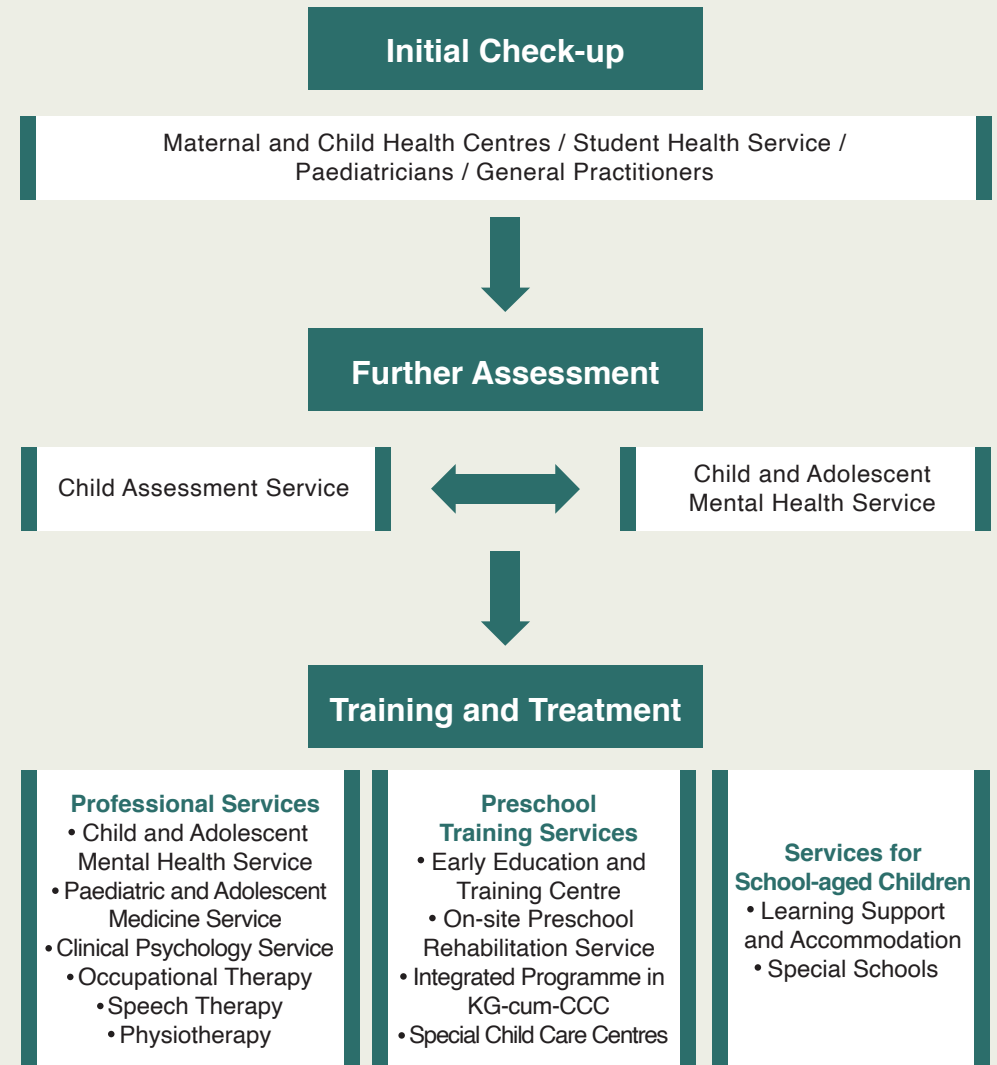 Initial Check-up
Maternal and Child Health Centres / Student Health Service /
Paediatricians / General Practitioners
Further Assessment
Child Assessment Service
Child and Adolescent
Mental Health Service
Training and Treatment
Professional Services
• Child and Adolescent
Mental Health Service
• Paediatric and Adolescent
Medicine Service
• Clinical Psychology Service
• Occupational Therapy
• Speech Therapy
• Physiotherapy
Preschool
Training Services
• Early Education and
Training Centre
• On-site Preschool
Rehabilitation Service
• Integrated Programme in
KG-cum-CCC
• Special Child Care Centres
Services for
School-aged Children
• Learning Support
and Accommodation
• Special Schools